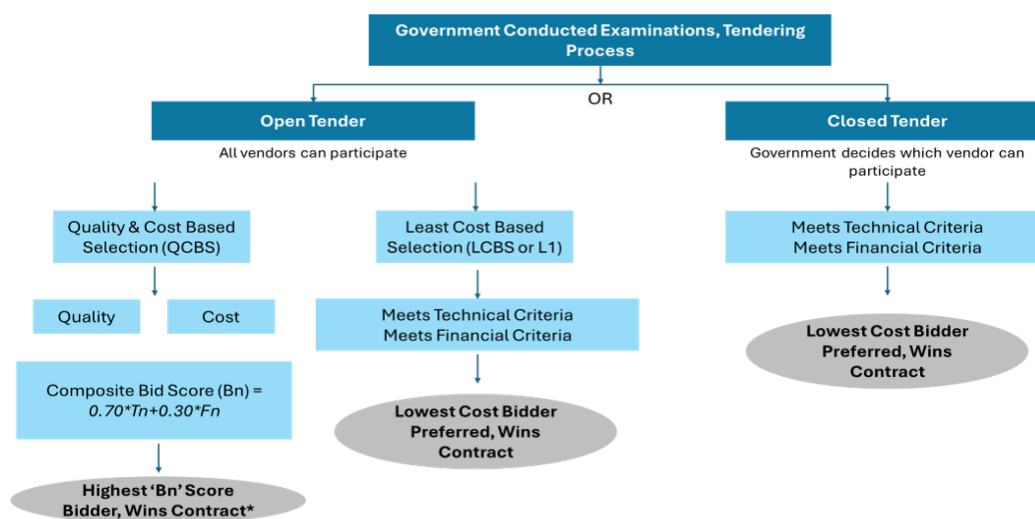 Government Conducted Examinations, Tendering
Process
OR
Open Tender
All vendors can participate
Closed Tender
Government decides which vendor can
participate
Quality & Cost Based
Selection (QCBS)
Least Cost Based
Selection (LCBS or L1)
Meets Technical Criteria
Meets Financial Criteria
Quality
Cost
Meets Technical Criteria
Meets Financial Criteria
Lowest Cost Bidder
Preferred, Wins
Contract
Composite Bid Score (Bn) =
0.70*Tn+0.30*Fn
Lowest Cost Bidder
Preferred, Wins
Contract
Highest ‘Bn’ Score
Bidder, Wins Contract*